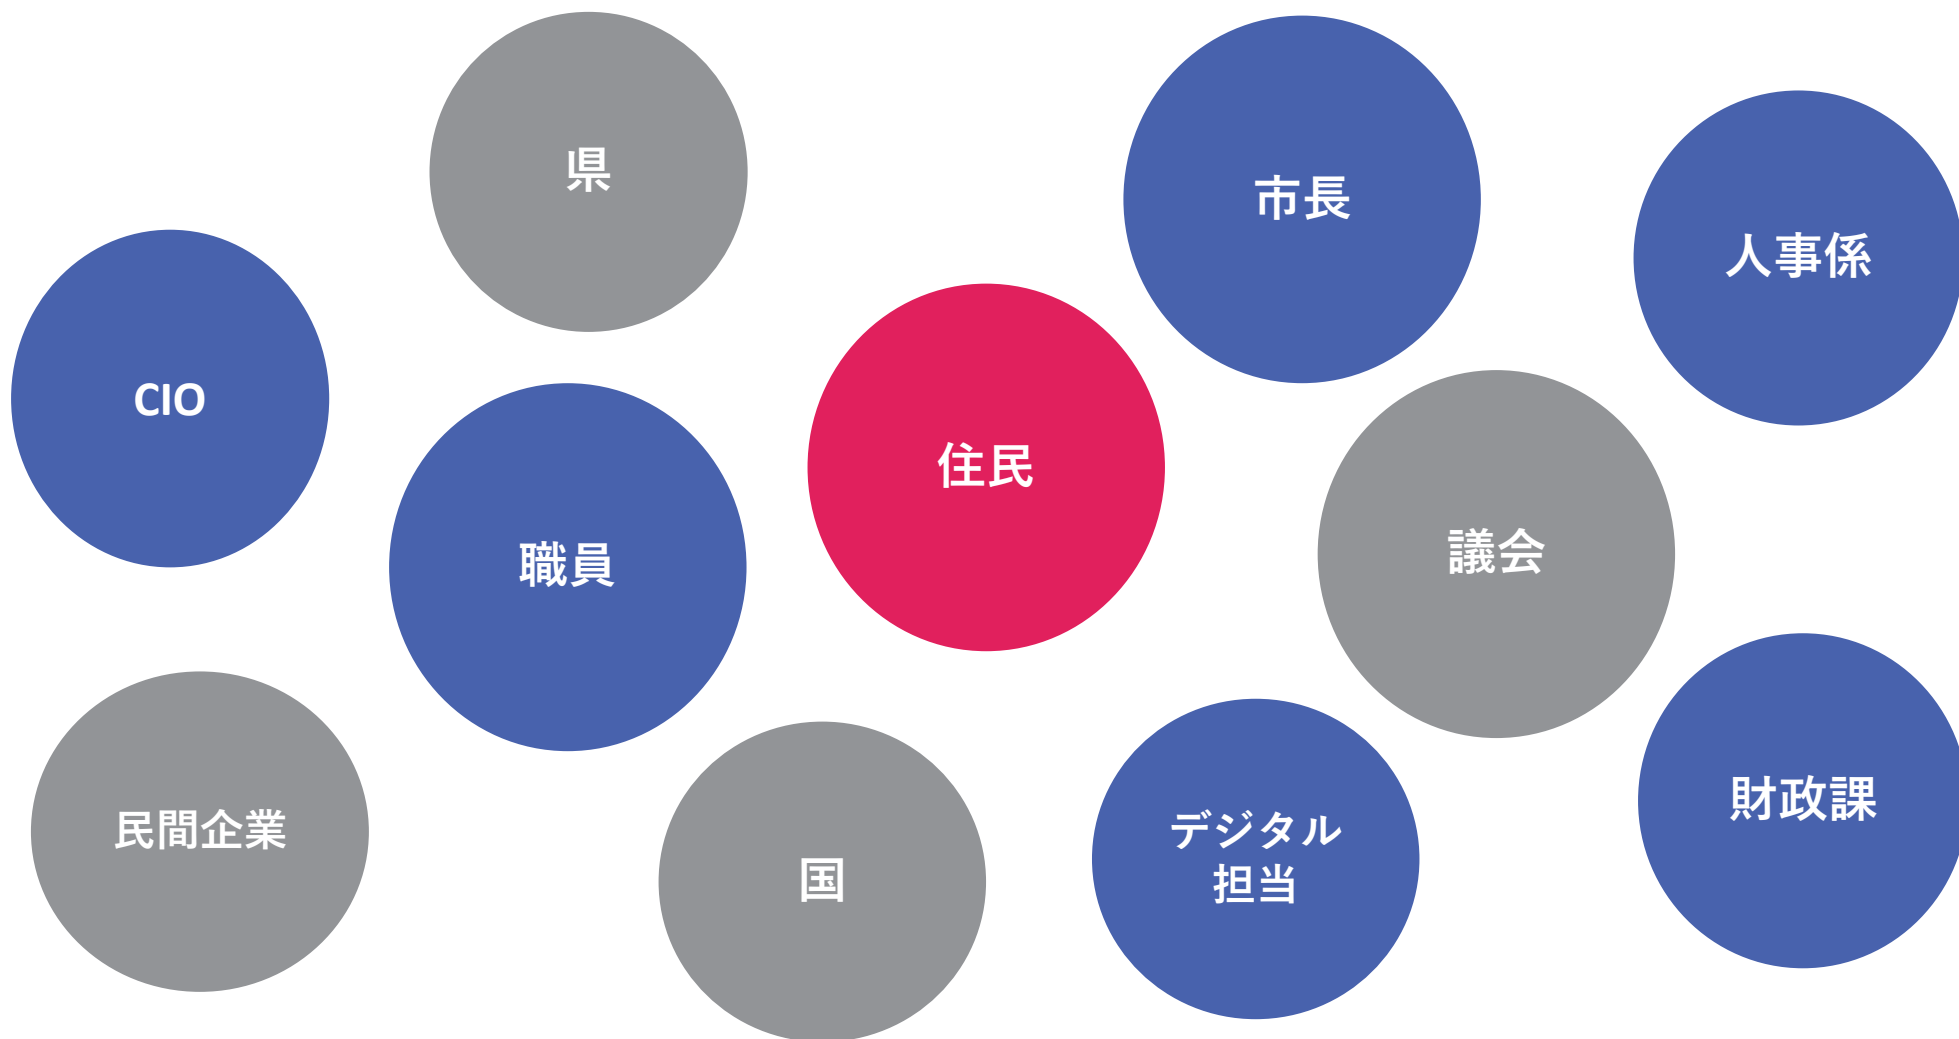 県
市長
人事係
CIO
住民
職員
議会
民間企業
国
デジタル
担当
財政課